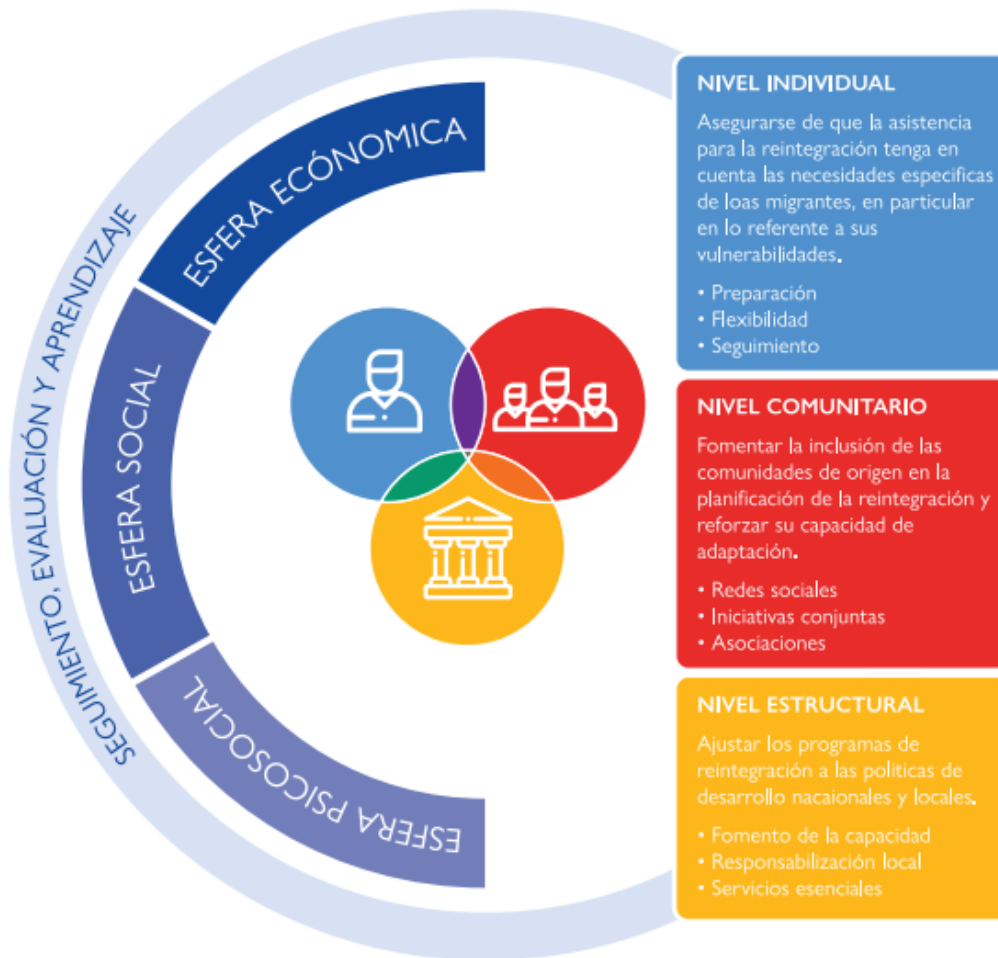 SEGUIMIENTO, EVALUACIÓN Y APRENDIZAJE
ESFERA ECÓNOMICA
ESFERA SOCIAL
ESFERA PSICOSOCIAL
NIVEL INDIVIDUAL
Asegurarse de que la asistencia
para la reintegración tenga en
cuenta las necesidades especificas
de loas migrantes, en particular
en lo referente a sus
vulnerabilidades.
• Preparación
• Flexibilidad
• Seguimiento
NIVEL COMUNITARIO
Fomentar la inclusión de las
comunidades de origen en la
planificación de la reintegración y
reforzar su capacidad de
adaptación.
• Redes sociales
• Iniciativas conjuntas
• Asociaciones
NIVEL ESTRUCTURAL
Ajustar los programas de
reintegración a las politicas de
desarrollo nacaionales y locales.
• Fomento de la capacidad
• Responsabilización local
• Servicios esenciales